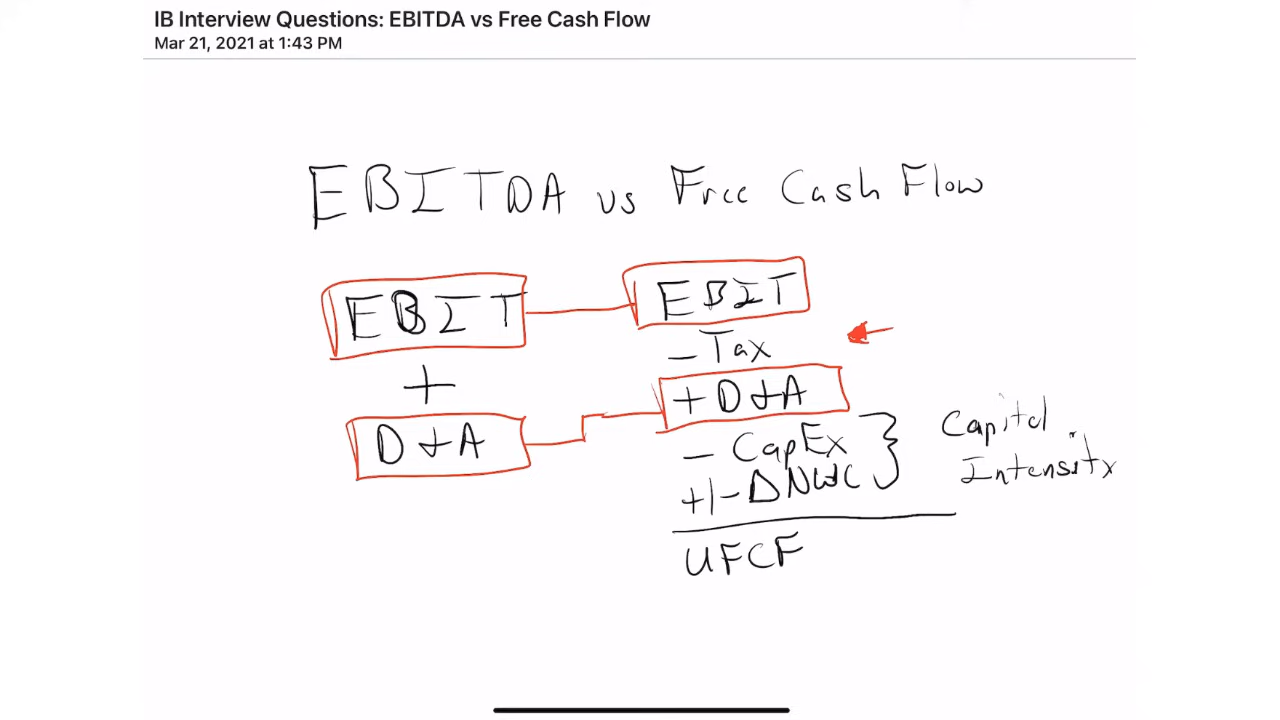 IB Interview Questions: EBITDA vs Free Cash Flow
Mar 21, 2021 at 1:43 PM
EBITDA vs Free Cash Flow
EBIT
+
D+A
EBIT
- Tax
+ D+A
- CapEx
+/- ΔNWC
UFCF
Capital
Intensity